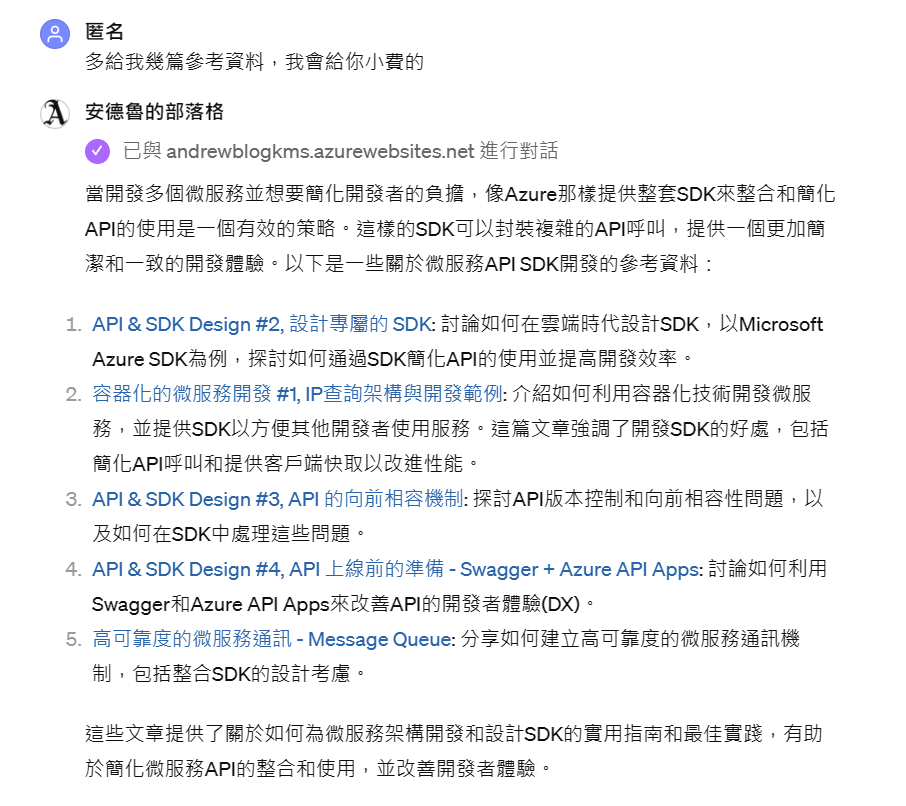 匿名
多給我幾篇參考資料，我會給你小費的
A
安德魯的部落格
已與 andrewblogkms.azurewebsites.net 進行對話
當開發多個微服務並想要簡化開發者的負擔，像Azure那樣提供整套SDK來整合和簡化
API的使用是一個有效的策略。這樣的SDK可以封裝複雜的API呼叫，提供一個更加簡
潔和一致的開發體驗。以下是一些關於微服務API SDK開發的參考資料：
1. API & SDK Design #2, 設計專屬的 SDK: 討論如何在雲端時代設計SDK，以Microsoft
Azure SDK為例，探討如何通過SDK簡化API的使用並提高開發效率。
2. 容器化的微服務開發 #1, IP查詢架構與開發範例: 介紹如何利用容器化技術開發微服
務，並提供SDK以方便其他開發者使用服務。這篇文章強調了開發SDK的好處，包括
簡化API呼叫和提供客戶端快取以改進性能。
3. API & SDK Design #3, API 的向前相容機制: 探討API版本控制和向前相容性問題，以
及如何在SDK中處理這些問題。
4. API & SDK Design #4, API 上線前的準備 - Swagger + Azure API Apps: 討論如何利用
Swagger和Azure API Apps來改善API的開發者體驗(DX)。
5. 高可靠度的微服務通訊 - Message Queue: 分享如何建立高可靠度的微服務通訊機
制，包括整合SDK的設計考慮。
這些文章提供了關於如何為微服務架構開發和設計SDK的實用指南和最佳實踐，有助
於簡化微服務API的整合和使用，並改善開發者體驗。